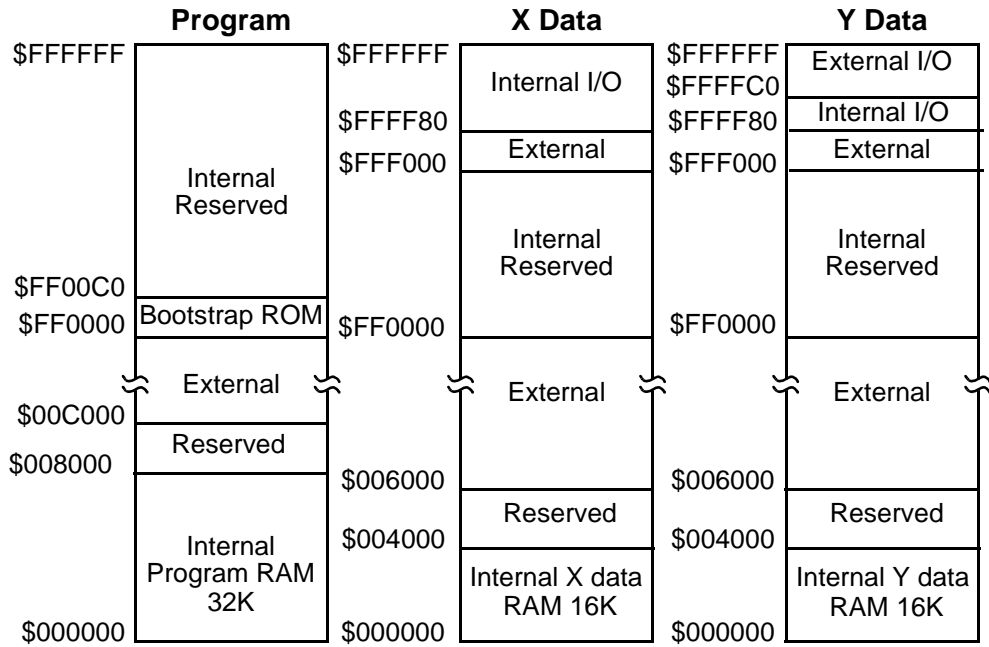 Program
$FFFFFF
Internal
Reserved
$FF00C0
Bootstrap ROM
$FF0000
External
$00C000
Reserved
$008000
Internal
Program RAM
32K
$000000
X Data
$FFFFFF
Internal I/O
$FFFF80
External
$FFF000
Internal
Reserved
$FF0000
External
$006000
Reserved
$004000
Internal X data
RAM 16K
$000000
Y Data
$FFFFFF
External I/O
$FFFFC0
Internal I/O
$FFFF80
External
$FFF000
Internal
Reserved
$FF0000
External
$006000
Reserved
$004000
Internal Y data
RAM 16K
$000000